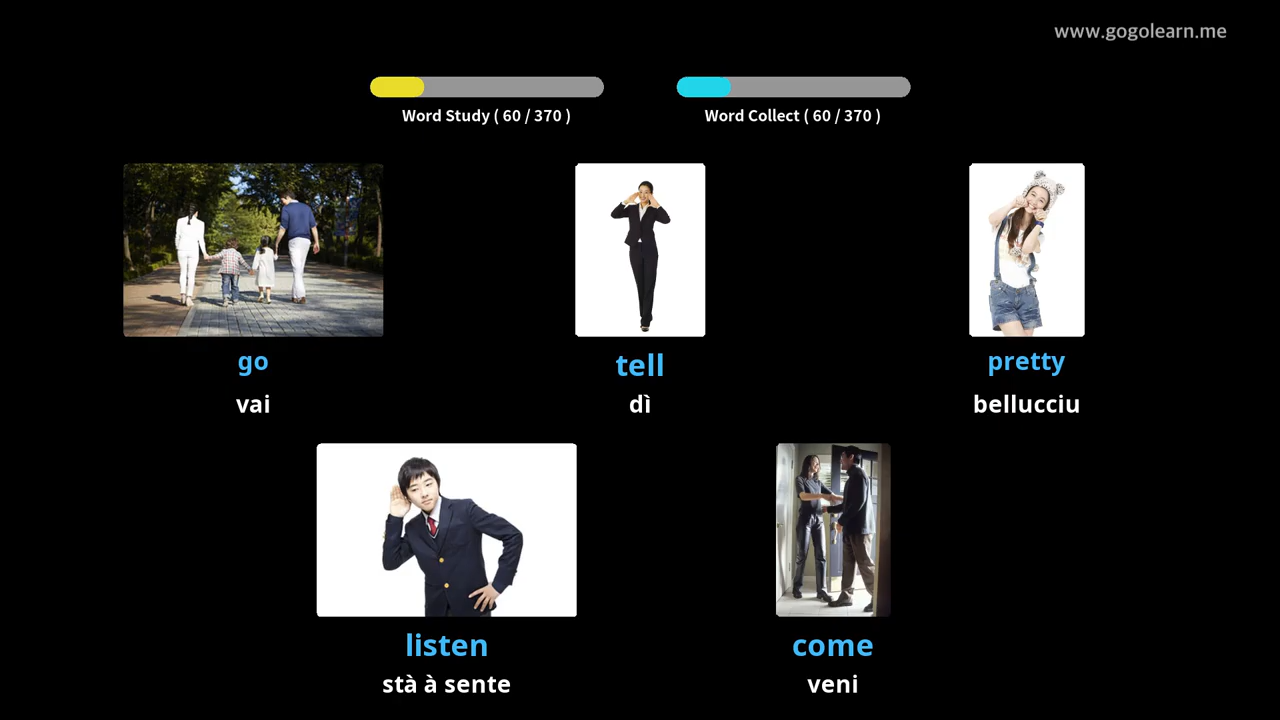 www.gogolearn.me
Word Study ( 60 / 370 )
Word Collect ( 60 / 370 )
go
vai
tell
dì
pretty
bellucciu
listen
stà à sente
come
veni